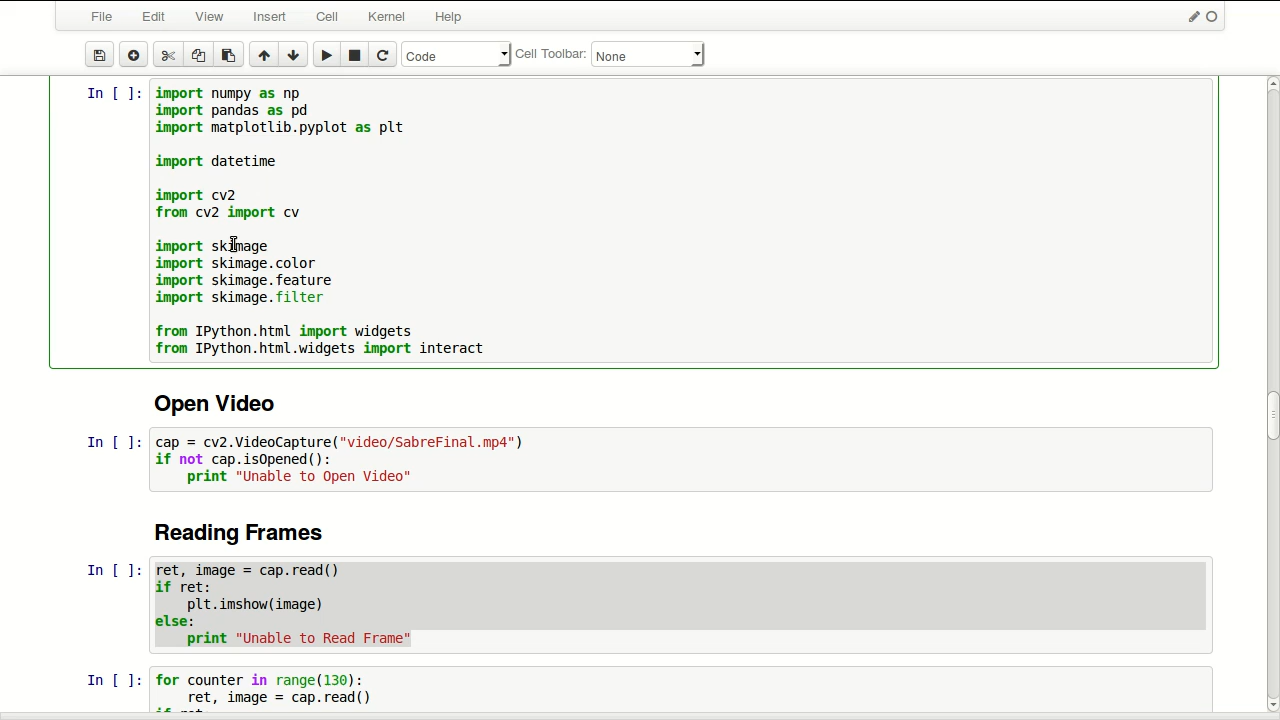 File Edit View Insert Cell Kernel Help
Code Cell Toolbar: None
In [ ]: import numpy as np
import pandas as pd
import matplotlib.pyplot as plt
import datetime
import cv2
from cv2 import cv
import skimage
import skimage.color
import skimage.feature
import skimage.filter
from IPython.html import widgets
from IPython.html.widgets import interact
Open Video
In [ ]: cap = cv2.VideoCapture("video/SabreFinal.mp4")
if not cap.isOpened():
    print "Unable to Open Video"
Reading Frames
In [ ]: ret, image = cap.read()
if ret:
    plt.imshow(image)
else:
    print "Unable to Read Frame"
In [ ]: for counter in range(130):
    ret, image = cap.read()